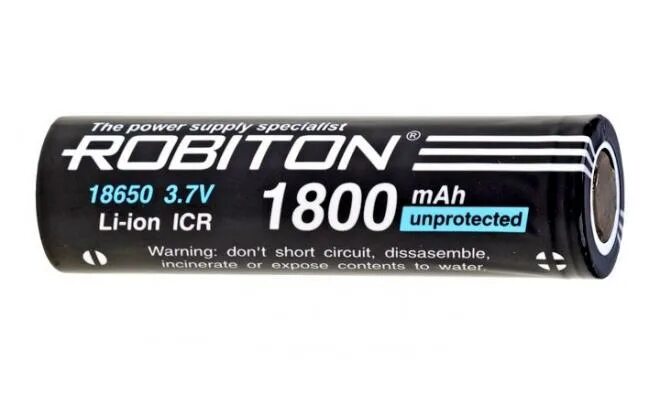 The power supply specialist
ROBITON®
18650 3.7V
Li-ion ICR
1800 mAh
unprotected
Warning: don't short circuit, dissasemble,
incinerate or expose contents to water.